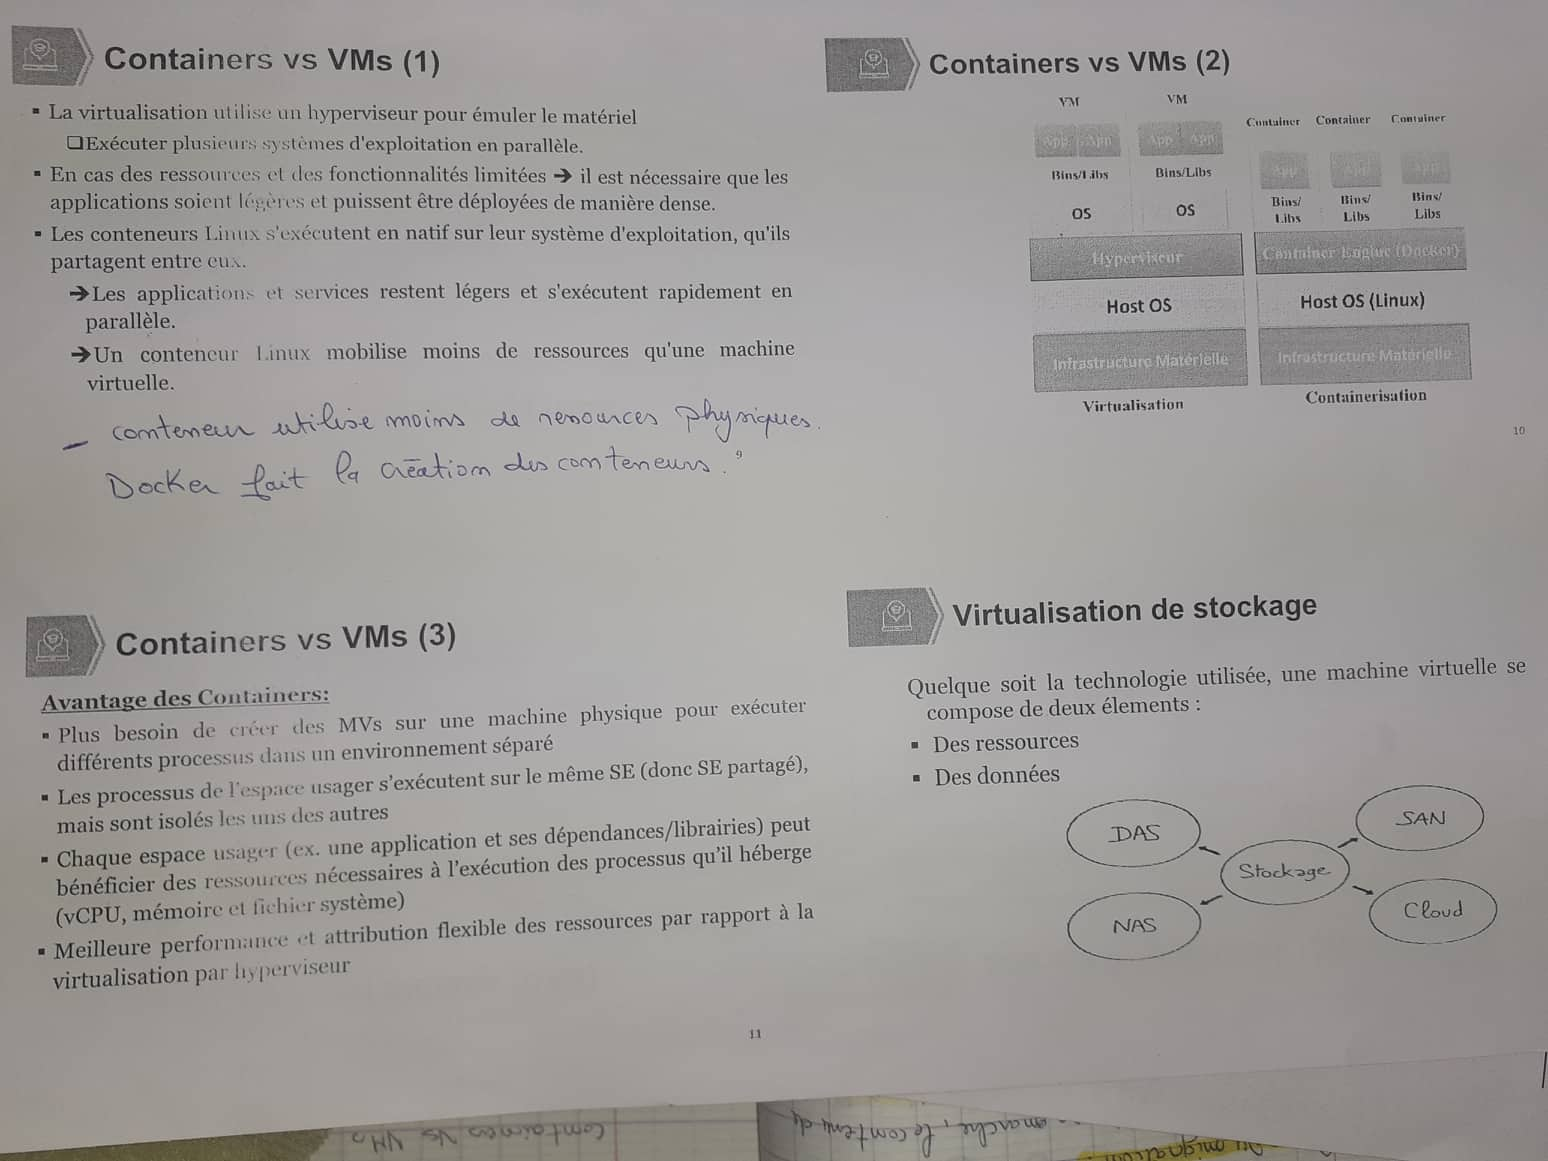 Containers vs VMs (1)
▪ La virtualisation utilise un hyperviseur pour émuler le matériel
❑Exécuter plusieurs systèmes d'exploitation en parallèle.
▪ En cas des ressources et des fonctionnalités limitées ➔ il est nécessaire que les
applications soient légères et puissent être déployées de manière dense.
▪ Les conteneurs Linux s'exécutent en natif sur leur système d'exploitation, qu'ils
partagent entre eux.
➔Les applications et services restent légers et s'exécutent rapidement en
parallèle.
➔Un conteneur Linux mobilise moins de ressources qu'une machine
virtuelle.
– conteneur utilise moins de ressources physiques.
Docker fait la création des conteneurs.
9
Containers vs VMs (2)
VM VM
Container Container Container
App App App App
App App App
Bins/Libs Bins/Libs
Bins/ Bins/ Bins/
Libs Libs Libs
OS OS
Hyperviseur Container Engine (Docker)
Host OS Host OS (Linux)
Infrastructure Matérielle Infrastructure Matérielle
Virtualisation Containerisation
10
Containers vs VMs (3)
Avantage des Containers:
▪ Plus besoin de créer des MVs sur une machine physique pour exécuter
différents processus dans un environnement séparé
▪ Les processus de l'espace usager s'exécutent sur le même SE (donc SE partagé),
mais sont isolés les uns des autres
▪ Chaque espace usager (ex. une application et ses dépendances/librairies) peut
bénéficier des ressources nécessaires à l'exécution des processus qu'il héberge
(vCPU, mémoire et fichier système)
▪ Meilleure performance et attribution flexible des ressources par rapport à la
virtualisation par hyperviseur
11
Virtualisation de stockage
Quelque soit la technologie utilisée, une machine virtuelle se
compose de deux élements :
▪ Des ressources
▪ Des données
DAS SAN
Stockage
NAS Cloud
Containers vs VMs
marche, le contenu de
migration